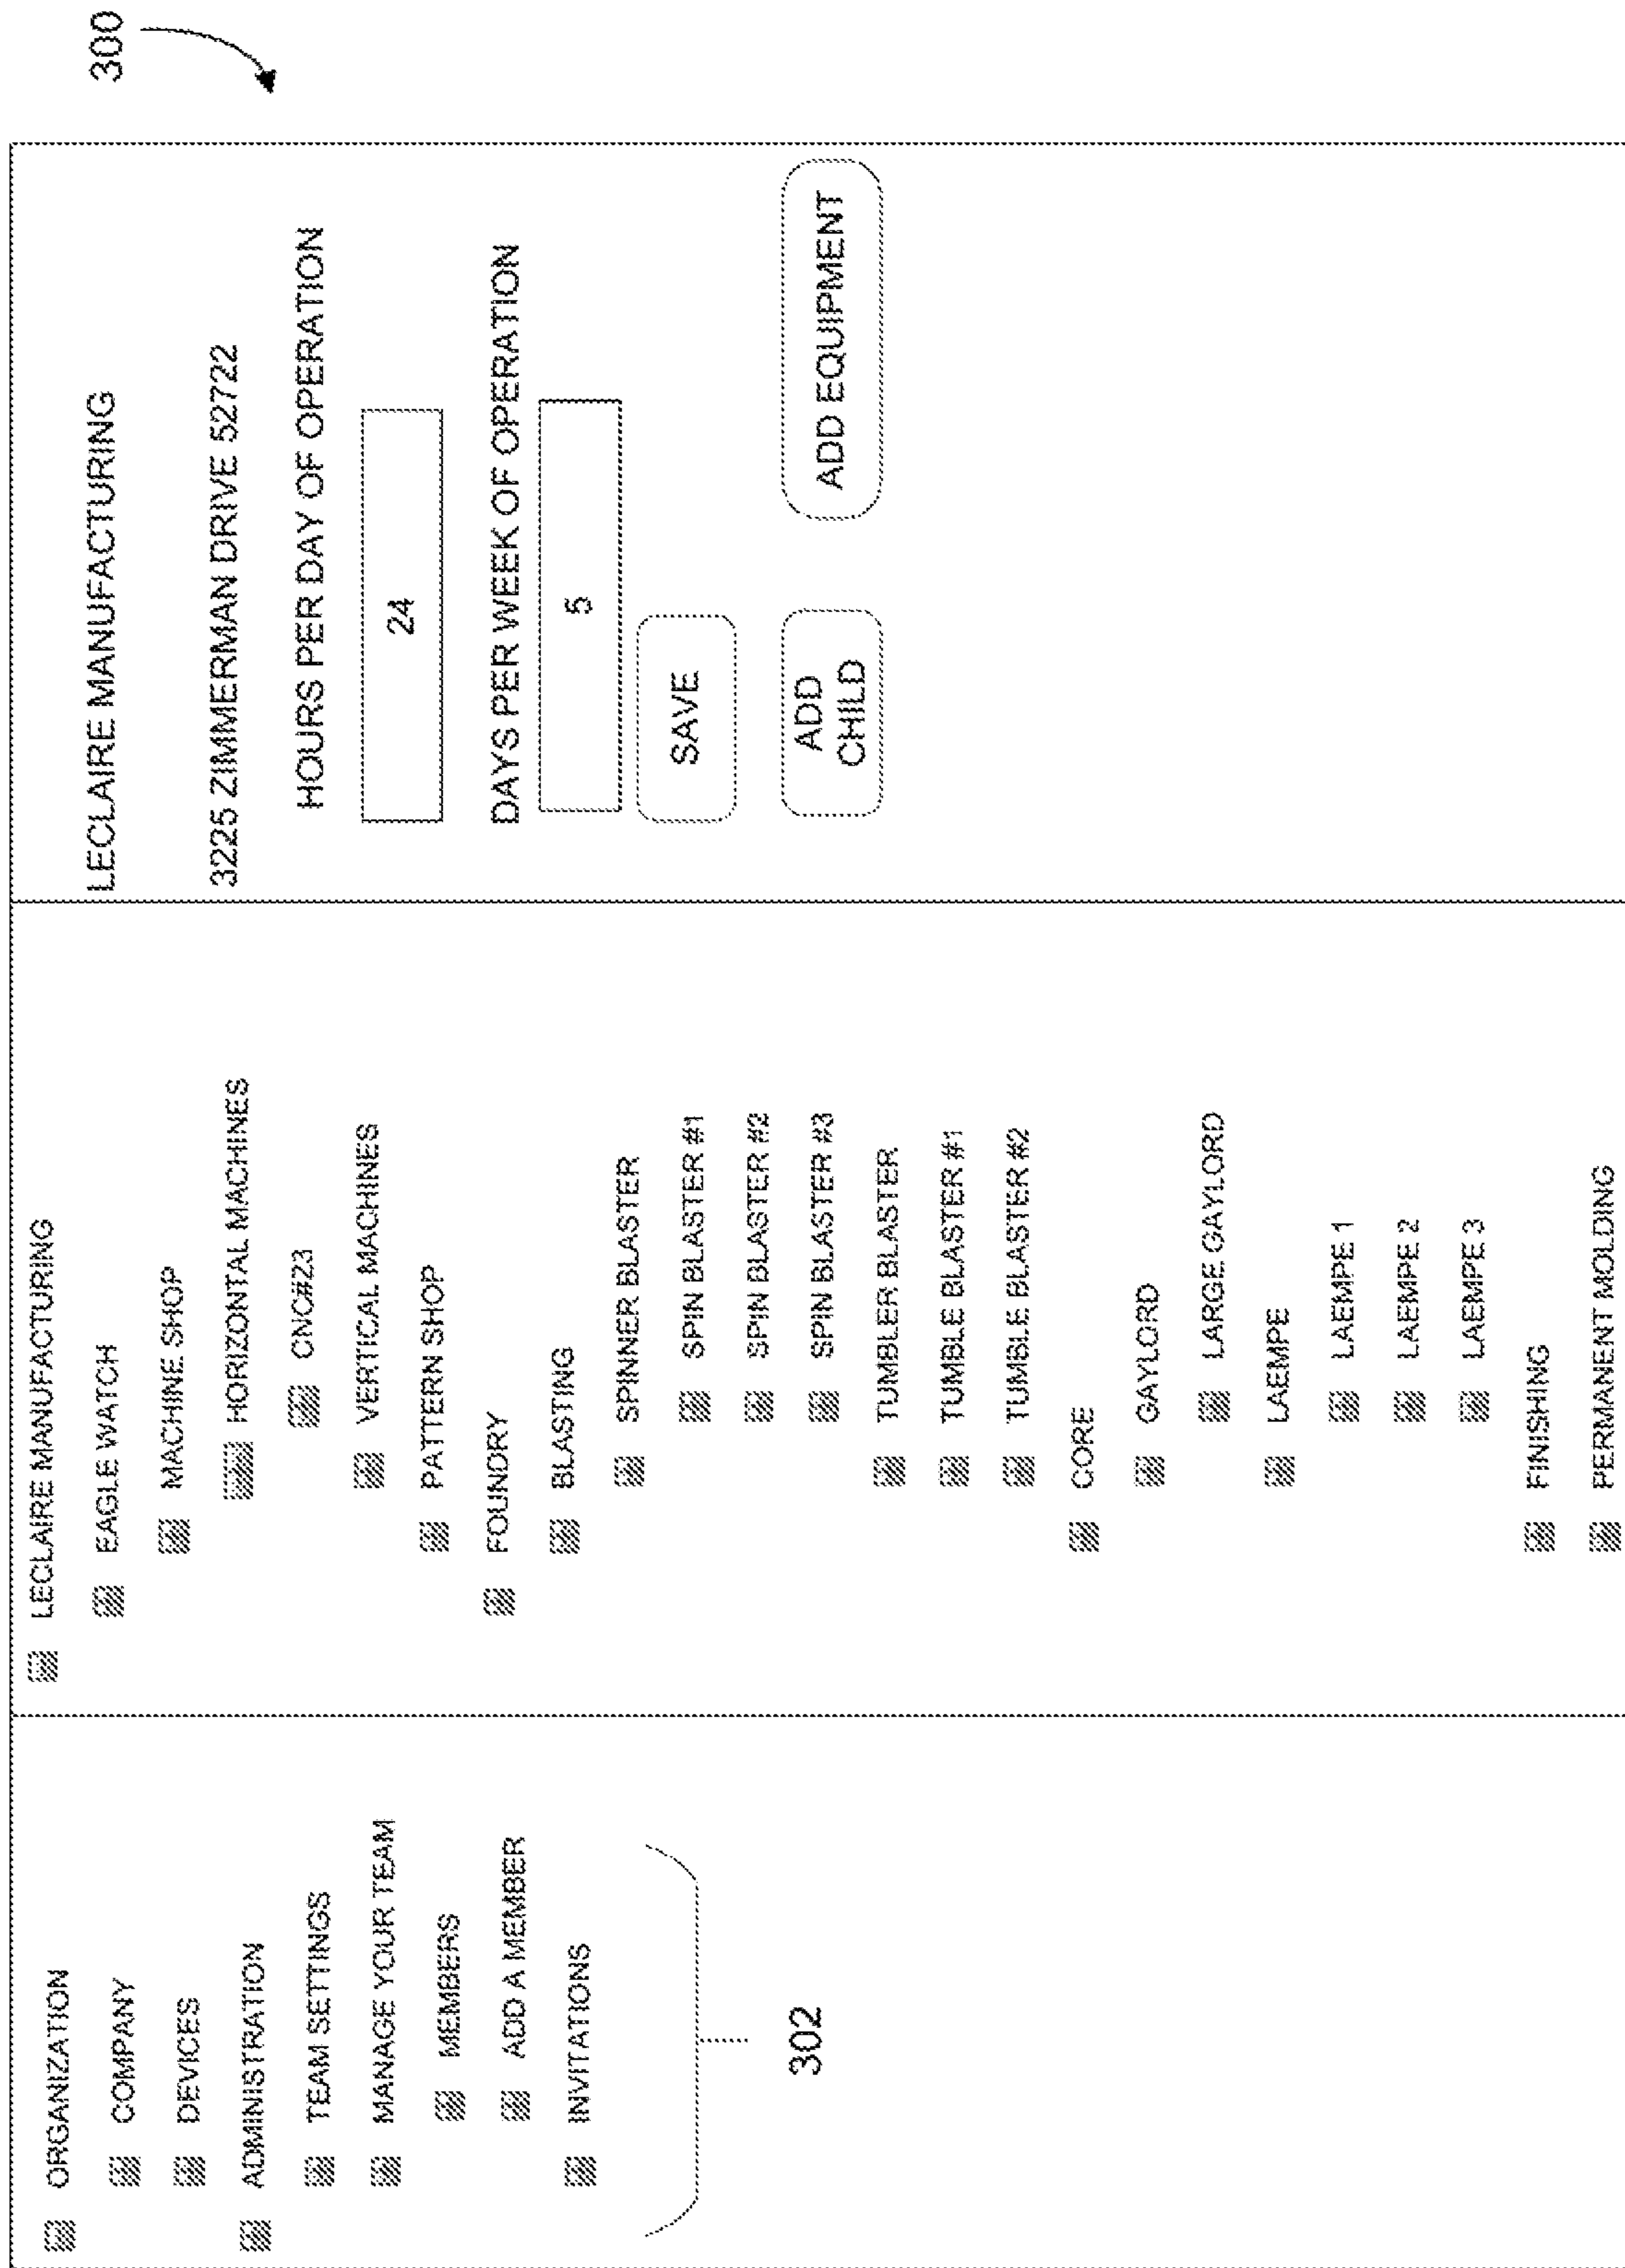 300
ORGANIZATION
COMPANY
DEVICES
ADMINISTRATION
TEAM SETTINGS
MANAGE YOUR TEAM
MEMBERS
ADD A MEMBER
INVITATIONS
302
LECLAIRE MANUFACTURING
EAGLE WATCH
MACHINE SHOP
HORIZONTAL MACHINES
CNC#23
VERTICAL MACHINES
PATTERN SHOP
FOUNDRY
BLASTING
SPINNER BLASTER
SPIN BLASTER #1
SPIN BLASTER #2
SPIN BLASTER #3
TUMBLER BLASTER
TUMBLE BLASTER #1
TUMBLE BLASTER #2
CORE
GAYLORD
LARGE GAYLORD
LAEMPE
LAEMPE 1
LAEMPE 2
LAEMPE 3
FINISHING
PERMANENT MOLDING
LECLAIRE MANUFACTURING
3225 ZIMMERMAN DRIVE 52722
HOURS PER DAY OF OPERATION
24
DAYS PER WEEK OF OPERATION
5
SAVE
ADD
CHILD
ADD EQUIPMENT